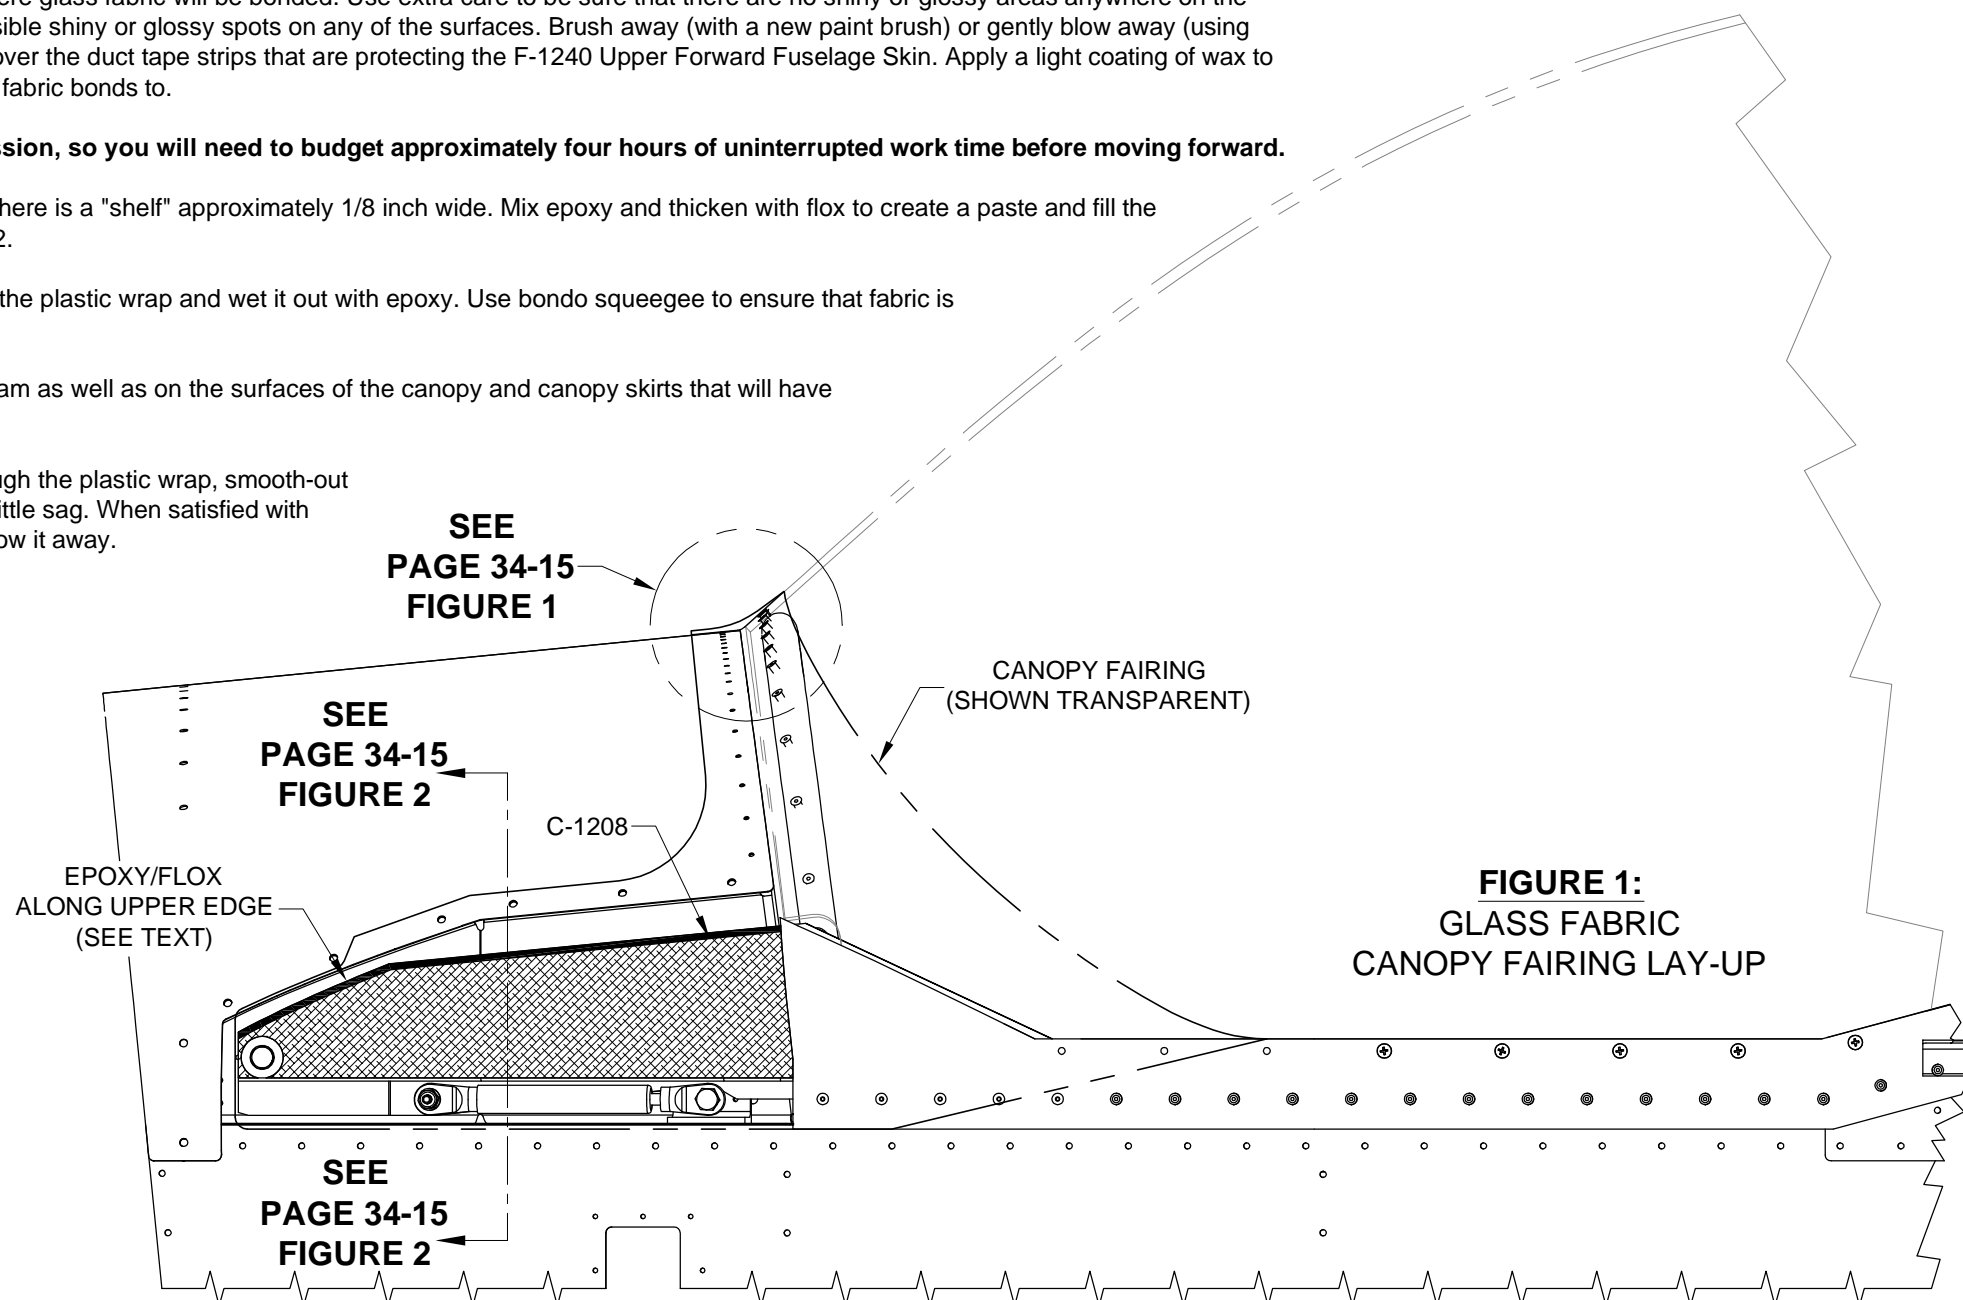 ere glass fabric will be bonded. Use extra care to be sure that there are no shiny or glossy areas anywhere on the
sible shiny or glossy spots on any of the surfaces. Brush away (with a new paint brush) or gently blow away (using
over the duct tape strips that are protecting the F-1240 Upper Forward Fuselage Skin. Apply a light coating of wax to
fabric bonds to.
ssion, so you will need to budget approximately four hours of uninterrupted work time before moving forward.
here is a "shelf" approximately 1/8 inch wide. Mix epoxy and thicken with flox to create a paste and fill the
2.
the plastic wrap and wet it out with epoxy. Use bondo squeegee to ensure that fabric is
am as well as on the surfaces of the canopy and canopy skirts that will have
ugh the plastic wrap, smooth-out
ittle sag. When satisfied with
ow it away.
SEE
PAGE 34-15
FIGURE 1
CANOPY FAIRING
(SHOWN TRANSPARENT)
SEE
PAGE 34-15
FIGURE 2
C-1208
EPOXY/FLOX
ALONG UPPER EDGE
(SEE TEXT)
FIGURE 1:
GLASS FABRIC
CANOPY FAIRING LAY-UP
SEE
PAGE 34-15
FIGURE 2